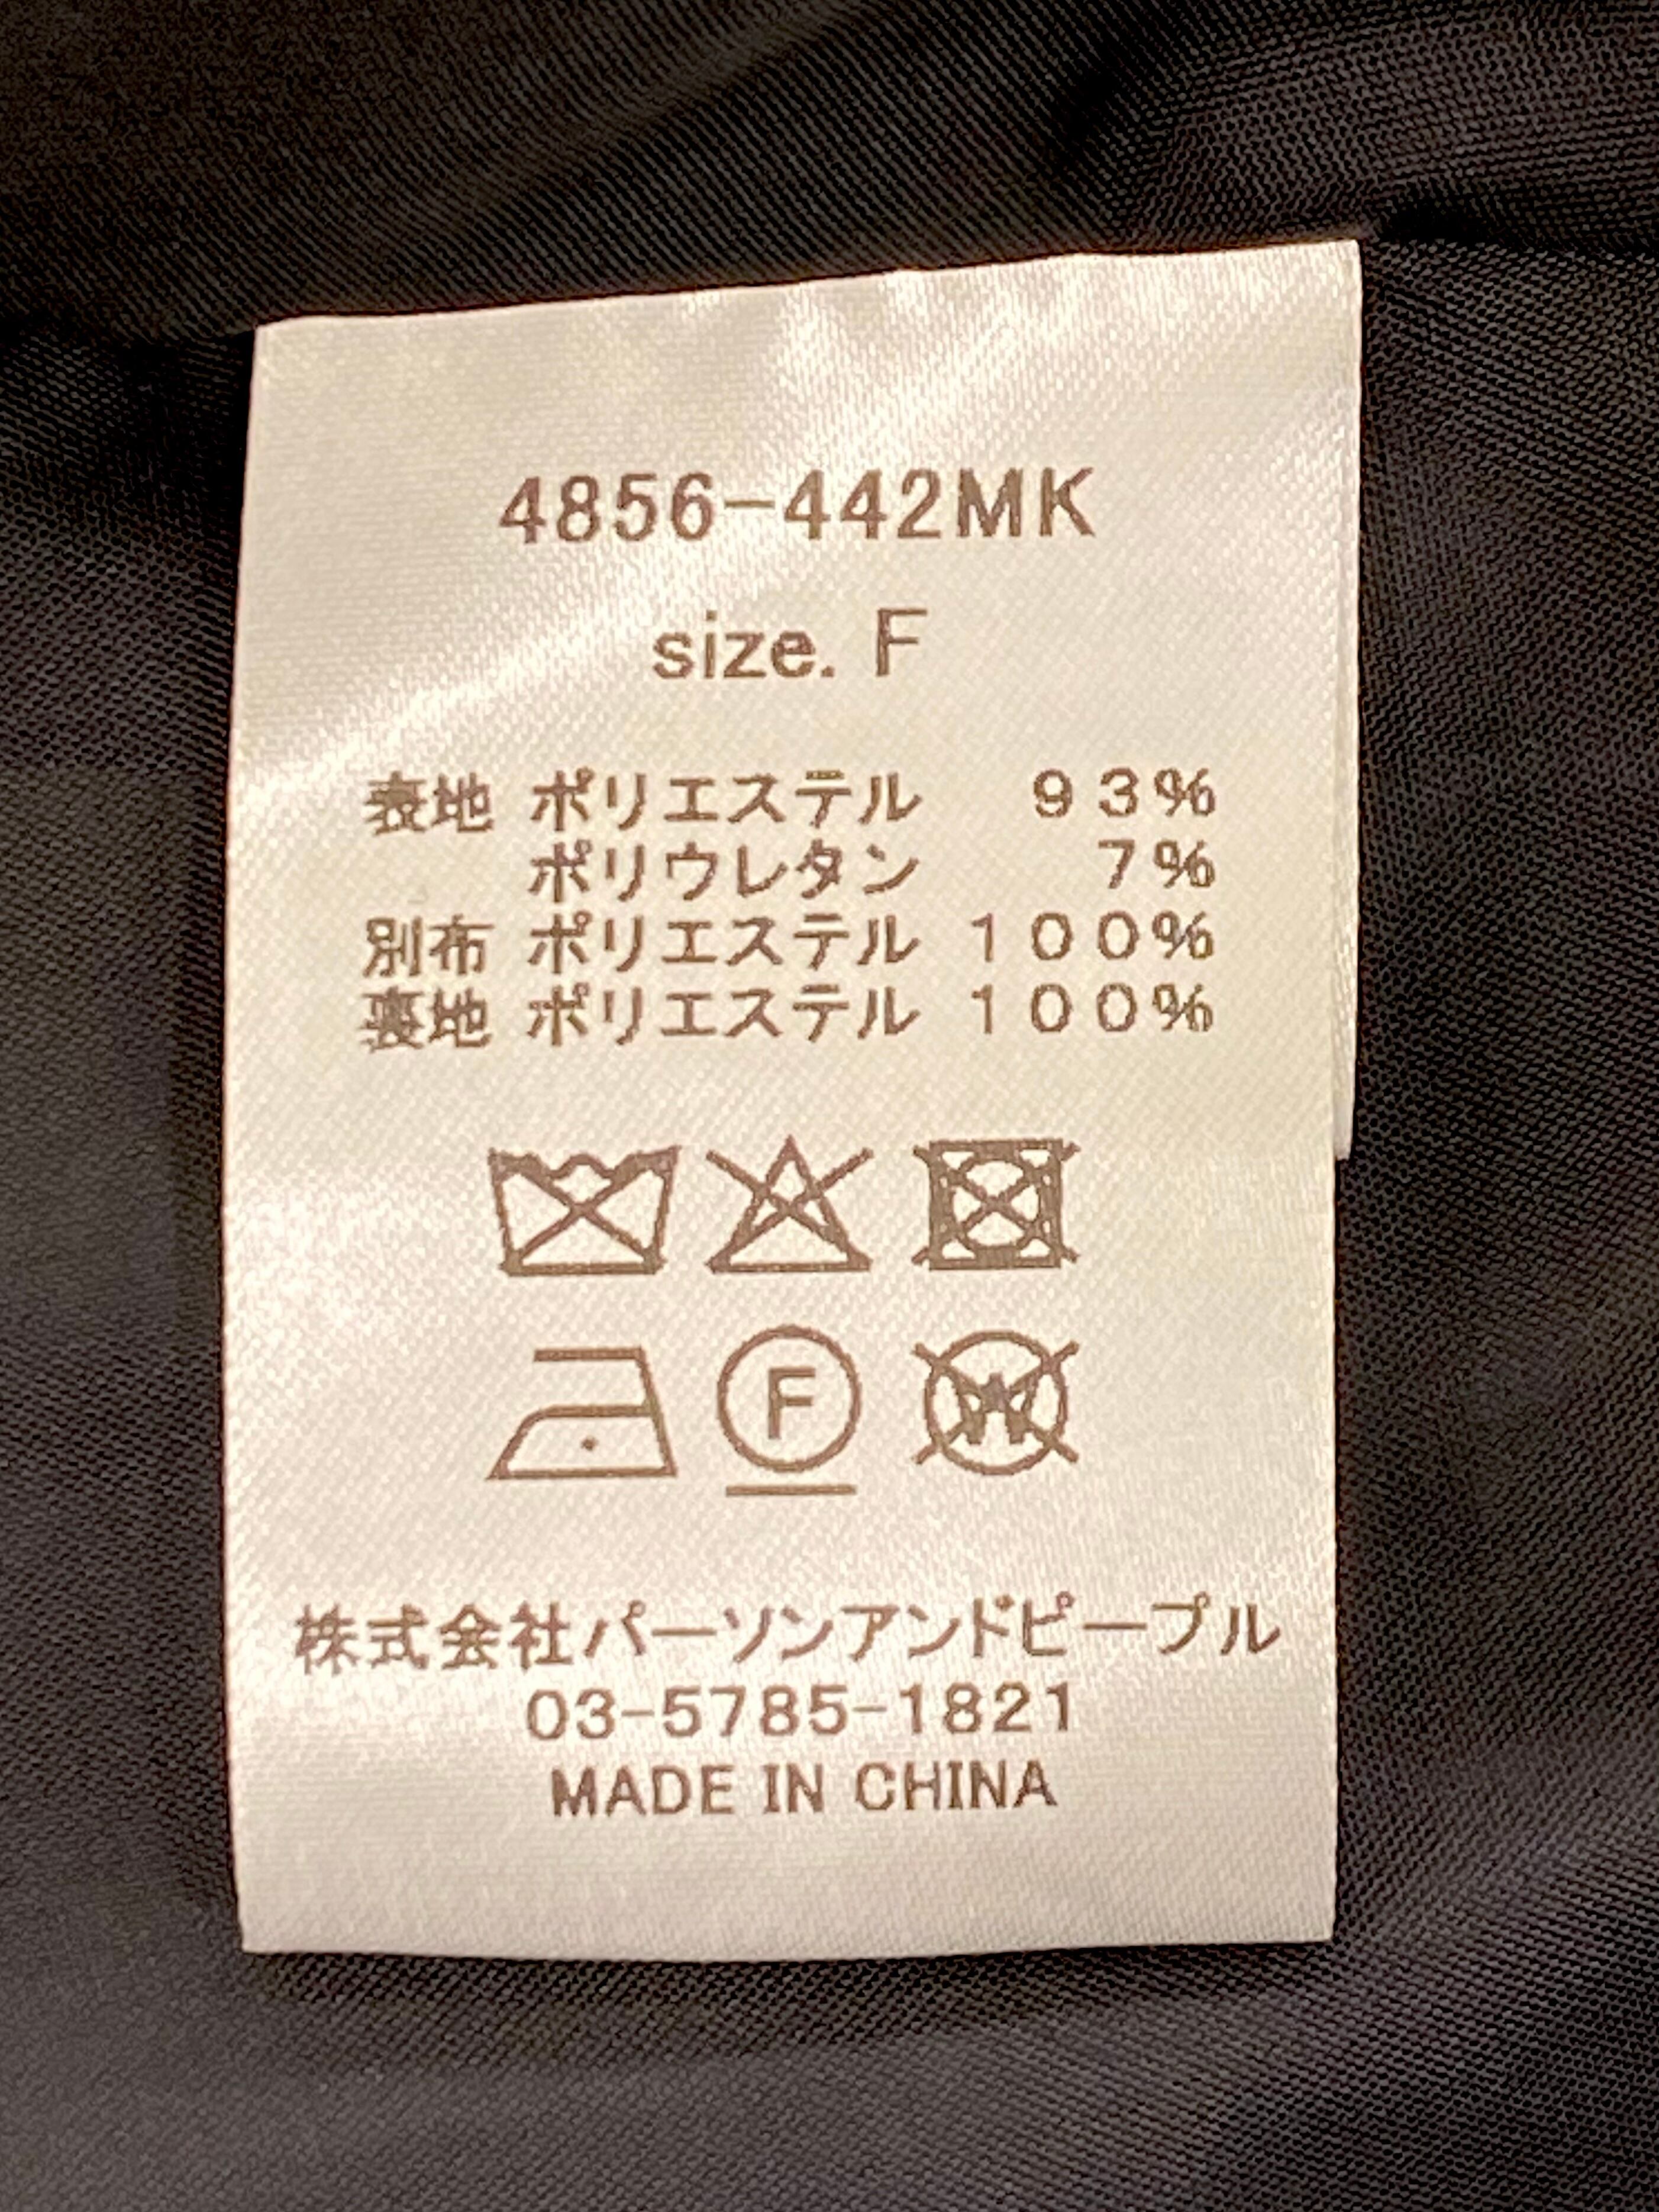 4856-442MK
size. F
表地 ポリエステル 93%
ポリウレタン 7%
別布 ポリエステル 100%
裏地 ポリエステル 100%
F
W
株式会社パーソンアンドピープル
03-5785-1821
MADE IN CHINA